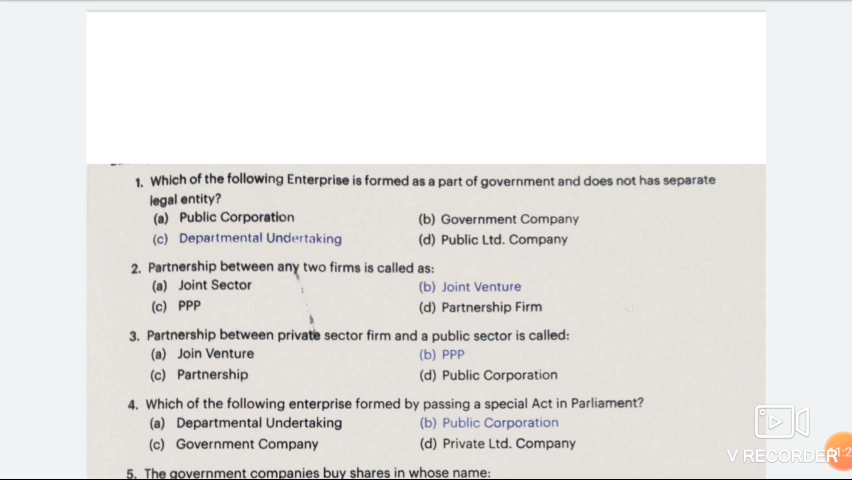 1. Which of the following Enterprise is formed as a part of government and does not has separate
legal entity?
(a) Public Corporation (b) Government Company
(c) Departmental Undertaking (d) Public Ltd. Company
2. Partnership between any two firms is called as:
(a) Joint Sector (b) Joint Venture
(c) PPP (d) Partnership Firm
3. Partnership between private sector firm and a public sector is called:
(a) Join Venture (b) PPP
(c) Partnership (d) Public Corporation
4. Which of the following enterprise formed by passing a special Act in Parliament?
(a) Departmental Undertaking (b) Public Corporation
(c) Government Company (d) Private Ltd. Company
5. The government companies buy shares in whose name:
V RECORDER